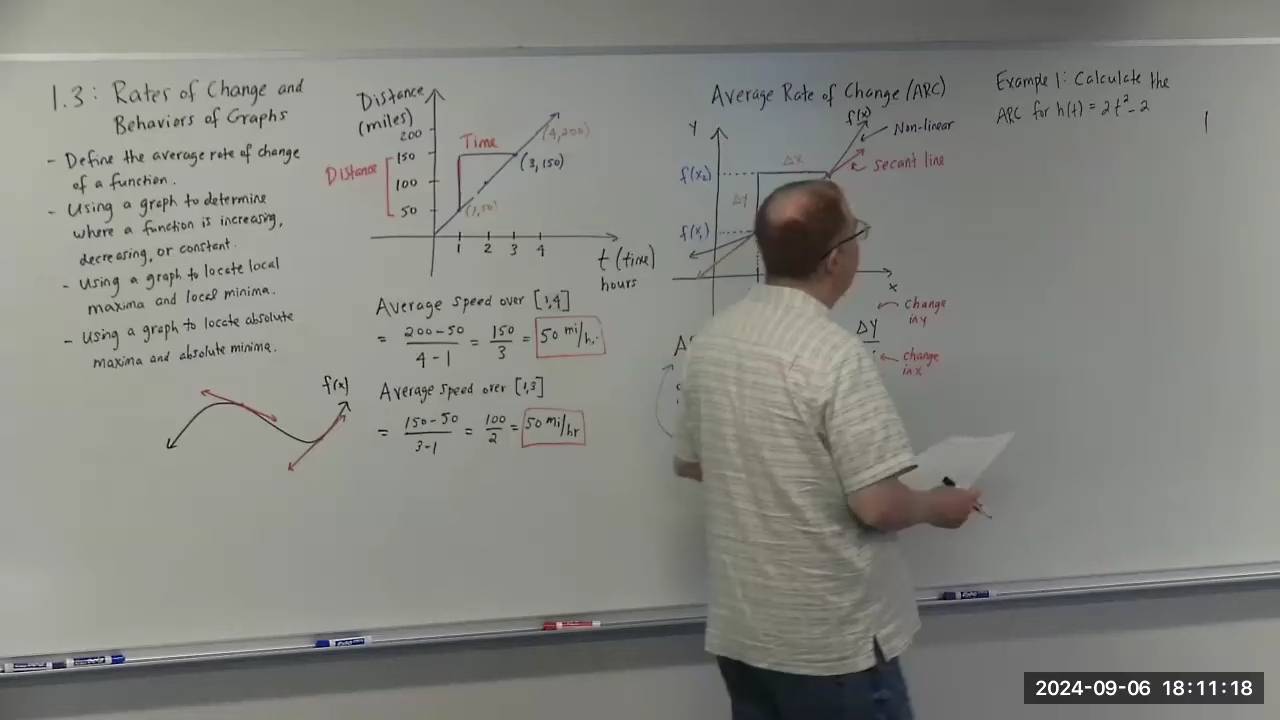 1.3: Rates of Change and
Behaviors of Graphs
- Define the average rate of change
of a function.
- Using a graph to determine
where a function is increasing,
decreasing, or constant.
- Using a graph to locate local
maxima and local minima.
- Using a graph to locate absolute
maxima and absolute minima.
f(x)
Distance
(miles)
200
150
100
50
Distance
Time
(4,200)
(3,150)
(1,50)
1 2 3 4
t (time)
hours
Average speed over [1,4]
= 200-50 / 4-1 = 150 / 3 = 50 mi/hr.
Average speed over [1,3]
= 150-50 / 3-1 = 100 / 2 = 50 mi/hr
Average Rate of Change (ARC)
Y
f(x)
Non-linear
secant line
Δx
f(x₂)
Δy
f(x₁)
x
ΔY
change
in y
change
in x
Example 1: Calculate the
ARC for h(t) = 2t²-2
2024-09-06 18:11:18